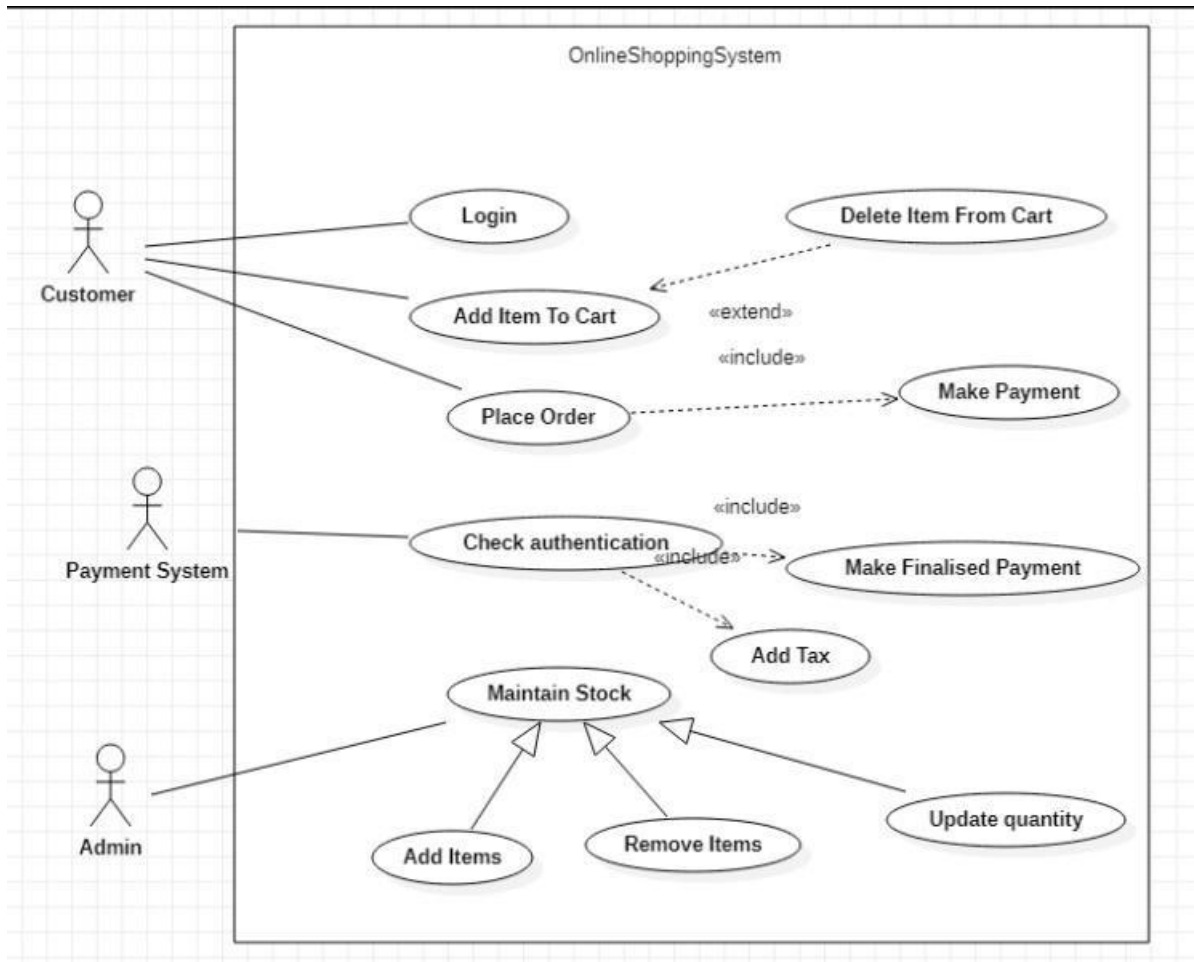 OnlineShoppingSystem
Login
Delete Item From Cart
Customer
Add Item To Cart
«extend»
«include»
Make Payment
Place Order
«include»
Check authentication
«include»
Make Finalised Payment
Payment System
Add Tax
Maintain Stock
Update quantity
Admin
Add Items
Remove Items